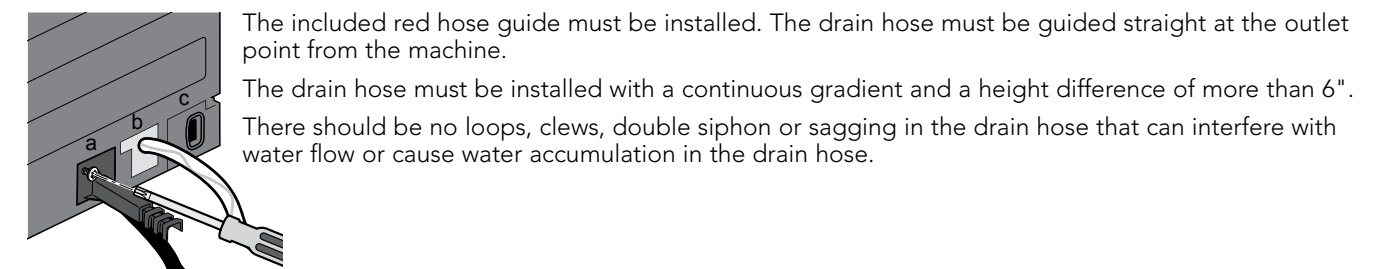 The included red hose guide must be installed. The drain hose must be guided straight at the outlet
point from the machine.
The drain hose must be installed with a continuous gradient and a height difference of more than 6".
There should be no loops, clews, double siphon or sagging in the drain hose that can interfere with
water flow or cause water accumulation in the drain hose.
a
b
c